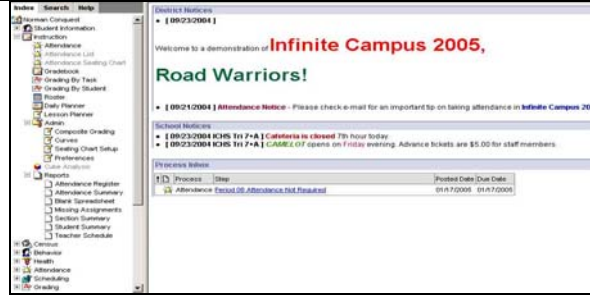 Index Search Help
Norman Conquest
Student Information
Instruction
Attendance
Attendance List
Attendance Seating Chart
Gradebook
Grading By Task
Grading By Student
Roster
Daily Planner
Lesson Planner
Admin
Composite Grading
Curves
Seating Chart Setup
Preferences
Cube Analysis
Reports
Attendance Register
Attendance Summary
Blank Spreadsheet
Missing Assignments
Section Summary
Student Summary
Teacher Schedule
Census
Behavior
Health
Attendance
Scheduling
Grading
District Notices
[ 09/23/2004 ]
Welcome to a demonstration of Infinite Campus 2005,
Road Warriors!
[ 09/21/2004 ] Attendance Notice - Please check e-mail for an important tip on taking attendance in Infinite Campus 20
School Notices
[ 09/23/2004 ICHS Tri 7+A ] Cafeteria is closed 7th hour today.
[ 09/23/2004 ICHS Tri 7+A ] CAMELOT opens on Friday evening. Advance tickets are $5.00 for staff members.
Process Inbox
! Process Step Posted Date Due Date
Attendance Period 08 Attendance Not Required 01/17/2005 01/17/2005